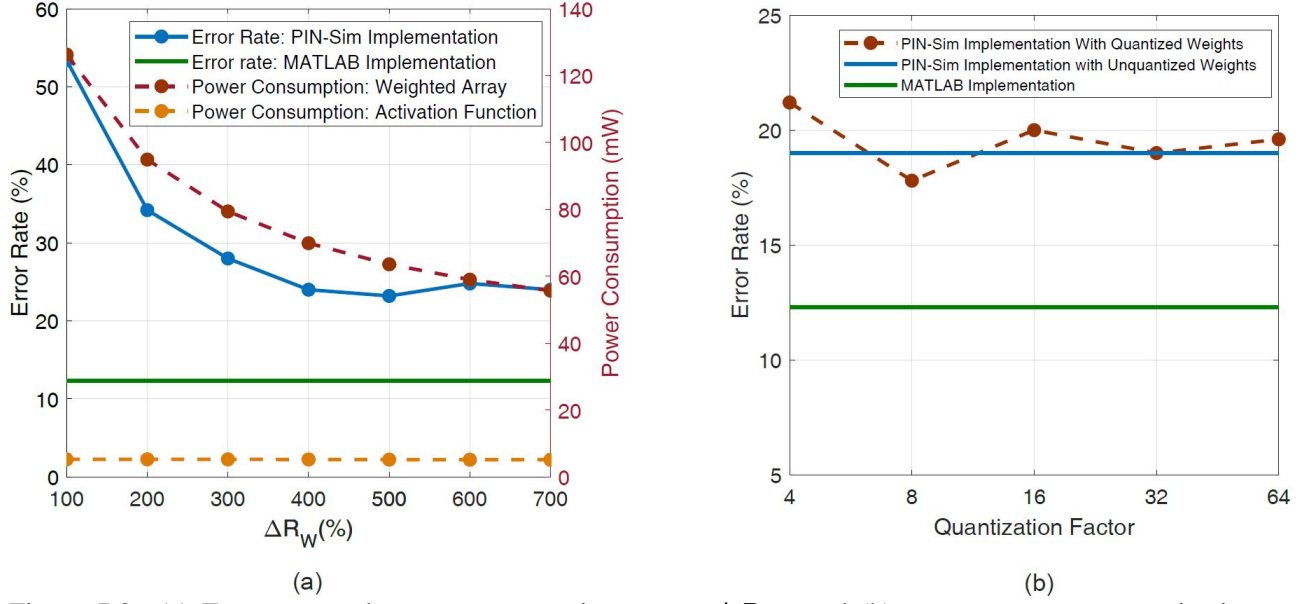 60
50
40
30
20
10
0
Error Rate (%)
140
120
100
80
60
40
20
0
Power Consumption (mW)
Error Rate: PIN-Sim Implementation
Error rate: MATLAB Implementation
Power Consumption: Weighted Array
Power Consumption: Activation Function
100 200 300 400 500 600 700
ΔR_W(%)
(a)
25
20
15
10
5
Error Rate (%)
PIN-Sim Implementation With Quantized Weights
PIN-Sim Implementation with Unquantized Weights
MATLAB Implementation
4 8 16 32 64
Quantization Factor
(b)